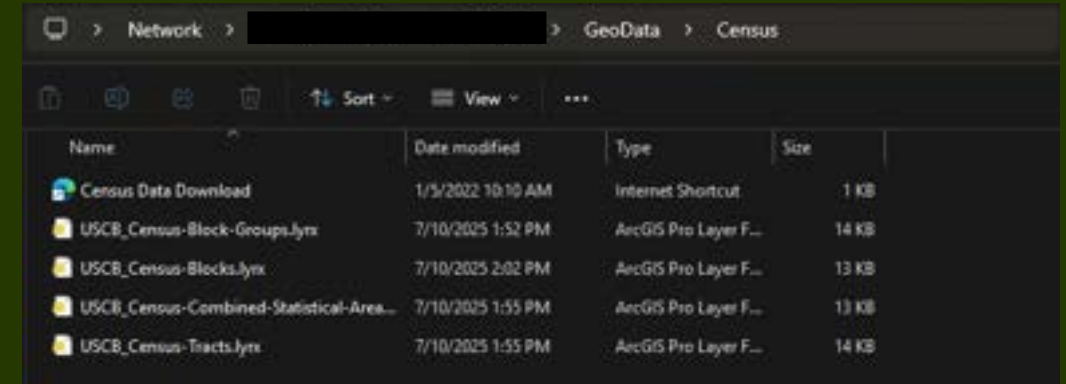 Network > GeoData > Census
Sort View ...
Name Date modified Type Size
Census Data Download 1/5/2022 10:10 AM Internet Shortcut 1 KB
USCB_Census-Block-Groups.lyrx 7/10/2025 1:52 PM ArcGIS Pro Layer F... 14 KB
USCB_Census-Blocks.lyrx 7/10/2025 2:02 PM ArcGIS Pro Layer F... 13 KB
USCB_Census-Combined-Statistical-Area... 7/10/2025 1:55 PM ArcGIS Pro Layer F... 13 KB
USCB_Census-Tracts.lyrx 7/10/2025 1:55 PM ArcGIS Pro Layer F... 14 KB